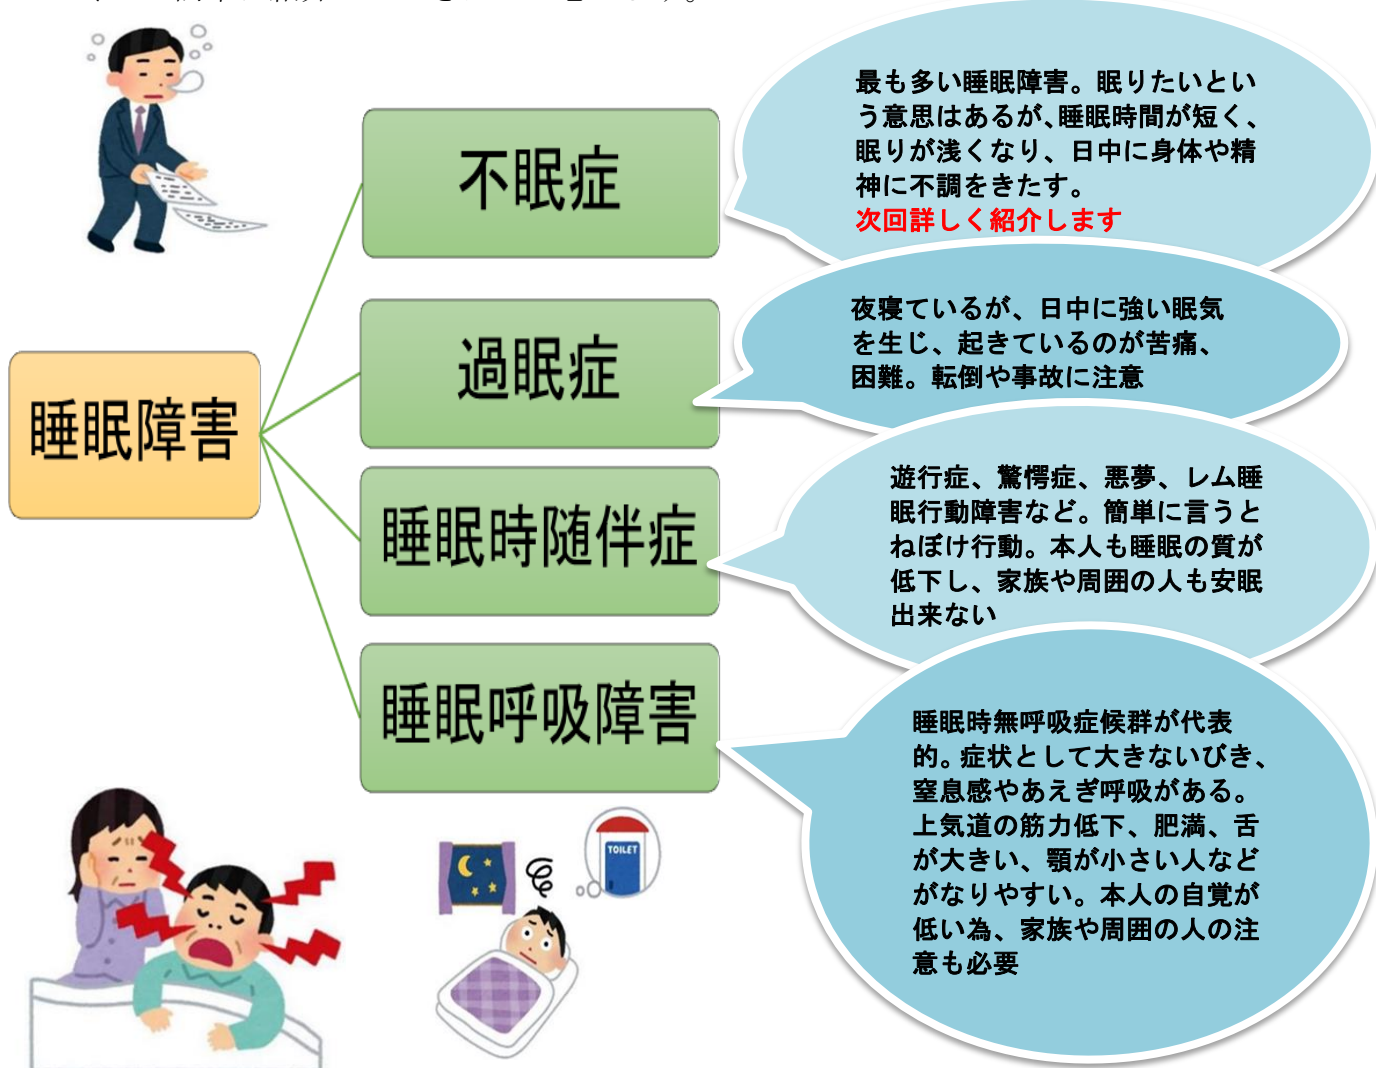 不眠症
最も多い睡眠障害。眠りたいとい
う意思はあるが、睡眠時間が短く、
眠りが浅くなり、日中に身体や精
神に不調をきたす。
次回詳しく紹介します
過眠症
夜寝ているが、日中に強い眠気
を生じ、起きているのが苦痛、
困難。転倒や事故に注意
睡眠障害
睡眠時随伴症
遊行症、驚愕症、悪夢、レム睡
眠行動障害など。簡単に言うと
ねぼけ行動。本人も睡眠の質が
低下し、家族や周囲の人も安眠
出来ない
睡眠呼吸障害
睡眠時無呼吸症候群が代表
的。症状として大きないびき、
窒息感やあえぎ呼吸がある。
上気道の筋力低下、肥満、舌
が大きい、顎が小さい人など
がなりやすい。本人の自覚が
低い為、家族や周囲の人の注
意も必要
TOILET